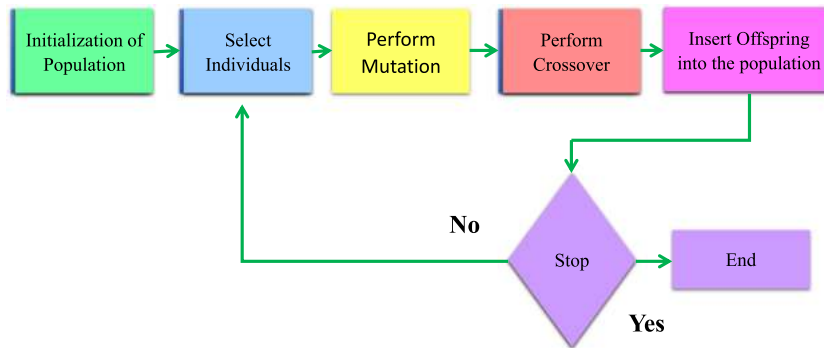 Initialization of
Population
Select
Individuals
Perform
Mutation
Perform
Crossover
Insert Offspring
into the population
No
Stop
End
Yes